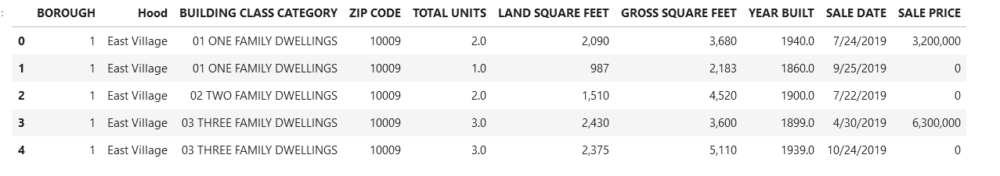 : BOROUGH Hood BUILDING CLASS CATEGORY ZIP CODE TOTAL UNITS LAND SQUARE FEET GROSS SQUARE FEET YEAR BUILT SALE DATE SALE PRICE
0 1 East Village 01 ONE FAMILY DWELLINGS 10009 2.0 2,090 3,680 1940.0 7/24/2019 3,200,000
1 1 East Village 01 ONE FAMILY DWELLINGS 10009 1.0 987 2,183 1860.0 9/25/2019 0
2 1 East Village 02 TWO FAMILY DWELLINGS 10009 2.0 1,510 4,520 1900.0 7/22/2019 0
3 1 East Village 03 THREE FAMILY DWELLINGS 10009 3.0 2,430 3,600 1899.0 4/30/2019 6,300,000
4 1 East Village 03 THREE FAMILY DWELLINGS 10009 3.0 2,375 5,110 1939.0 10/24/2019 0